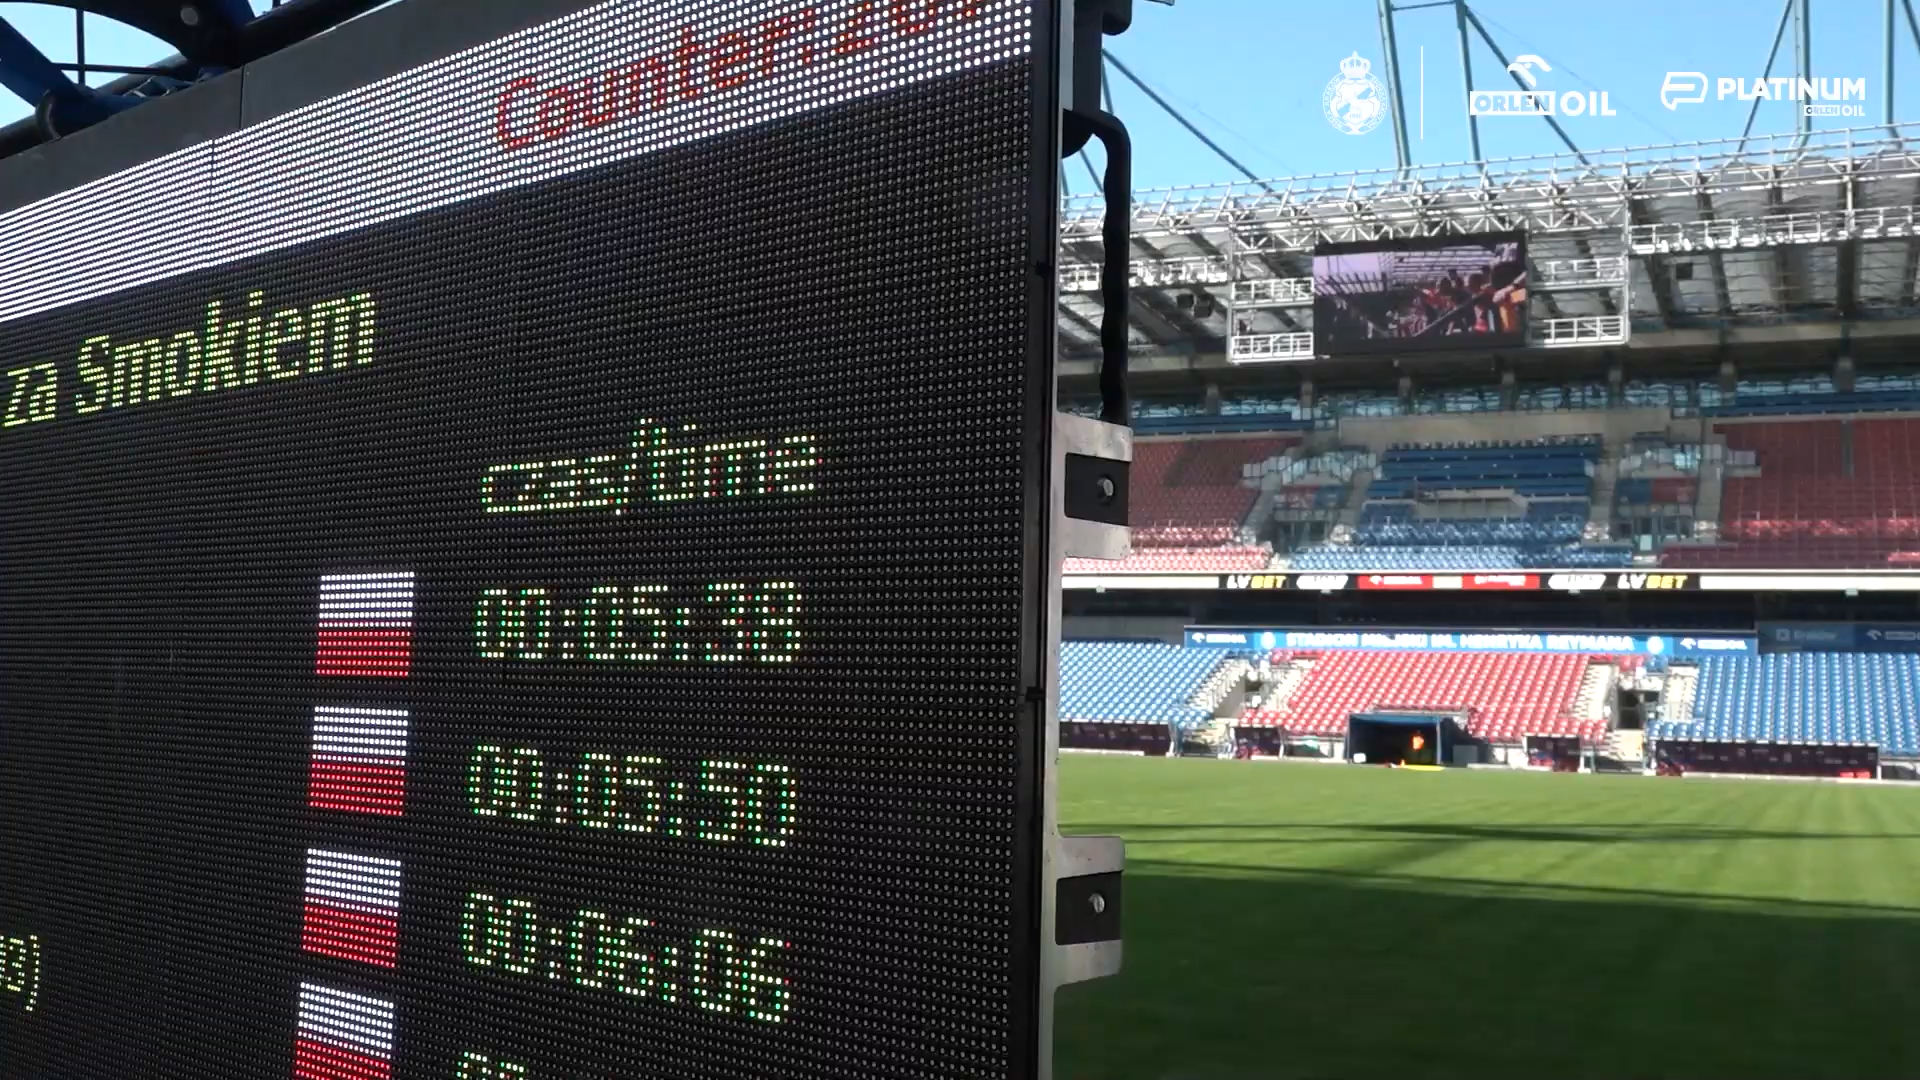 Counter:
za Smokiem
czas/time
00:05:38
00:05:50
00:06:06
ORLEN OIL
PLATINUM
ORLEN OIL
LVBET
LVBET
STADION MIEJSKI IM. HENRYKA REYMANA